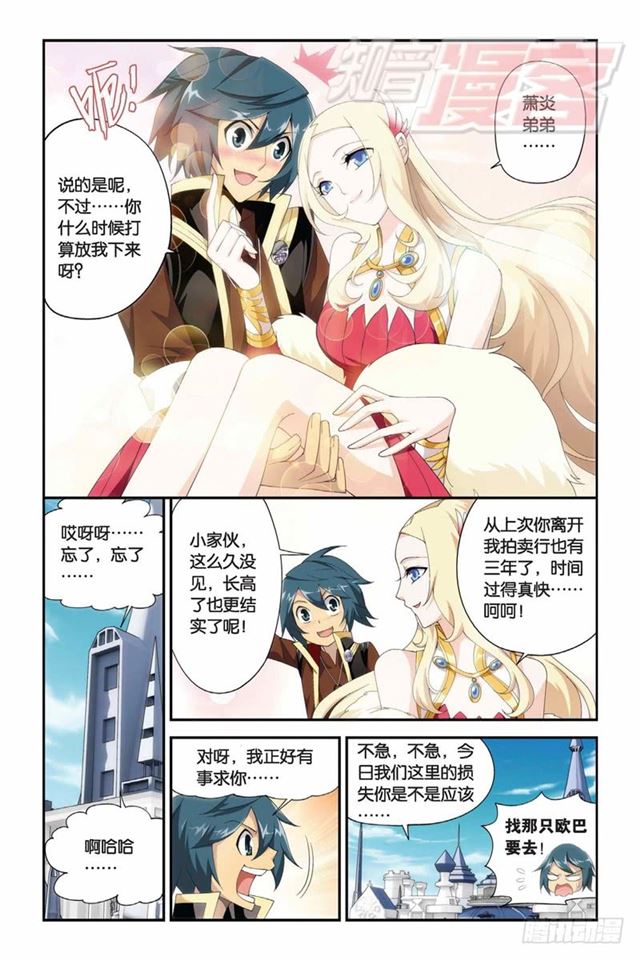 知音漫客
呃!
萧炎
弟弟
……
说的是呢，
不过……你
什么时候打
算放我下来
呀？
哎呀呀……
忘了，忘了
……
小家伙，
这么久没
见，长高
了也更结
实了呢！
从上次你离开
我拍卖行也有
三年了，时间
过得真快……
呵呵！
啊哈哈
……
对呀，我正好有
事求你……
不急，不急，今
日我们这里的损
失你是不是应该
……
找那只欧巴
要去！
腾讯动漫